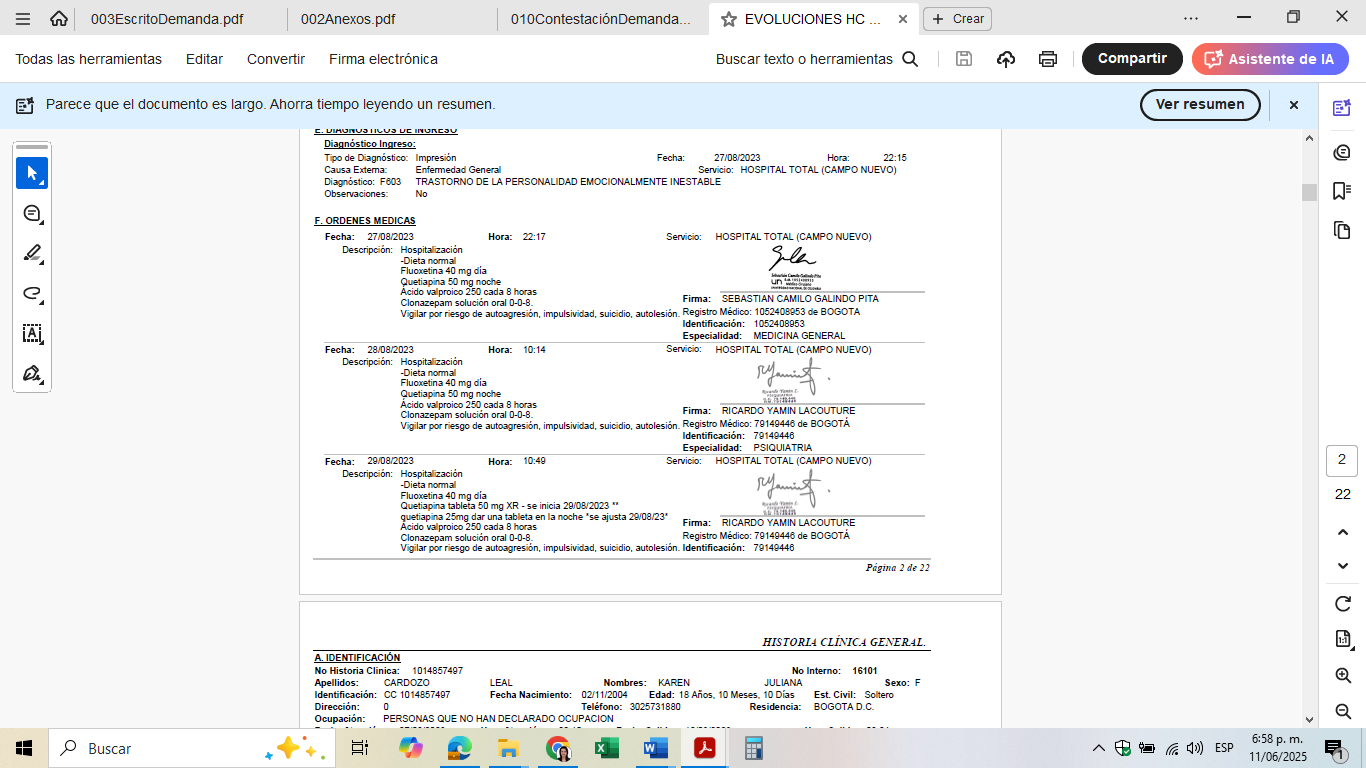 003EscritoDemanda.pdf 002Anexos.pdf 010ContestaciónDemanda... EVOLUCIONES HC ... Crear
Todas las herramientas Editar Convertir Firma electrónica Buscar texto o herramientas Compartir Asistente de IA
Parece que el documento es largo. Ahorra tiempo leyendo un resumen. Ver resumen
E. DIAGNOSTICOS DE INGRESO
Diagnóstico Ingreso:
Tipo de Diagnóstico: Impresión Fecha: 27/08/2023 Hora: 22:15
Causa Externa: Enfermedad General Servicio: HOSPITAL TOTAL (CAMPO NUEVO)
Diagnóstico: F603 TRASTORNO DE LA PERSONALIDAD EMOCIONALMENTE INESTABLE
Observaciones: No
F. ORDENES MEDICAS
Fecha: 27/08/2023 Hora: 22:17 Servicio: HOSPITAL TOTAL (CAMPO NUEVO)
Descripción: Hospitalización
-Dieta normal
Fluoxetina 40 mg día
Quetiapina 50 mg noche
Ácido valproico 250 cada 8 horas
Clonazepam solución oral 0-0-8.
Vigilar por riesgo de autoagresión, impulsividad, suicidio, autolesión.
Sebastián Camilo Galindo Pita
Firma: SEBASTIAN CAMILO GALINDO PITA
Registro Médico: 1052408953 de BOGOTA
Identificación: 1052408953
Especialidad: MEDICINA GENERAL
Fecha: 28/08/2023 Hora: 10:14 Servicio: HOSPITAL TOTAL (CAMPO NUEVO)
Descripción: Hospitalización
-Dieta normal
Fluoxetina 40 mg día
Quetiapina 50 mg noche
Ácido valproico 250 cada 8 horas
Clonazepam solución oral 0-0-8.
Vigilar por riesgo de autoagresión, impulsividad, suicidio, autolesión.
Firma: RICARDO YAMIN LACOUTURE
Registro Médico: 79149446 de BOGOTÁ
Identificación: 79149446
Especialidad: PSIQUIATRIA
Fecha: 29/08/2023 Hora: 10:49 Servicio: HOSPITAL TOTAL (CAMPO NUEVO)
Descripción: Hospitalización
-Dieta normal
Fluoxetina 40 mg día
Quetiapina tableta 50 mg XR - se inicia 29/08/2023 **
quetiapina 25mg dar una tableta en la noche *se ajusta 29/08/23*
Ácido valproico 250 cada 8 horas
Clonazepam solución oral 0-0-8.
Vigilar por riesgo de autoagresión, impulsividad, suicidio, autolesión.
Firma: RICARDO YAMIN LACOUTURE
Registro Médico: 79149446 de BOGOTÁ
Identificación: 79149446
Página 2 de 22
HISTORIA CLÍNICA GENERAL.
A. IDENTIFICACIÓN
No Historia Clinica: 1014857497 No Interno: 16101
Apellidos: CARDOZO LEAL Nombres: KAREN JULIANA Sexo: F
Identificación: CC 1014857497 Fecha Nacimiento: 02/11/2004 Edad: 18 Años, 10 Meses, 10 Días Est. Civil: Soltero
Dirección: 0 Teléfono: 3025731880 Residencia: BOGOTA D.C.
Ocupación: PERSONAS QUE NO HAN DECLARADO OCUPACION
2
22
Buscar
ESP
6:58 p. m.
11/06/2025
1